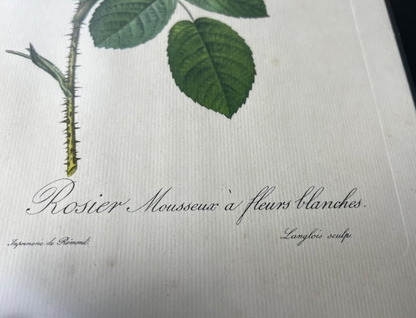 Rosier Mousseux à fleurs blanches.
Imprimerie de Rémond.
Langlois sculp.